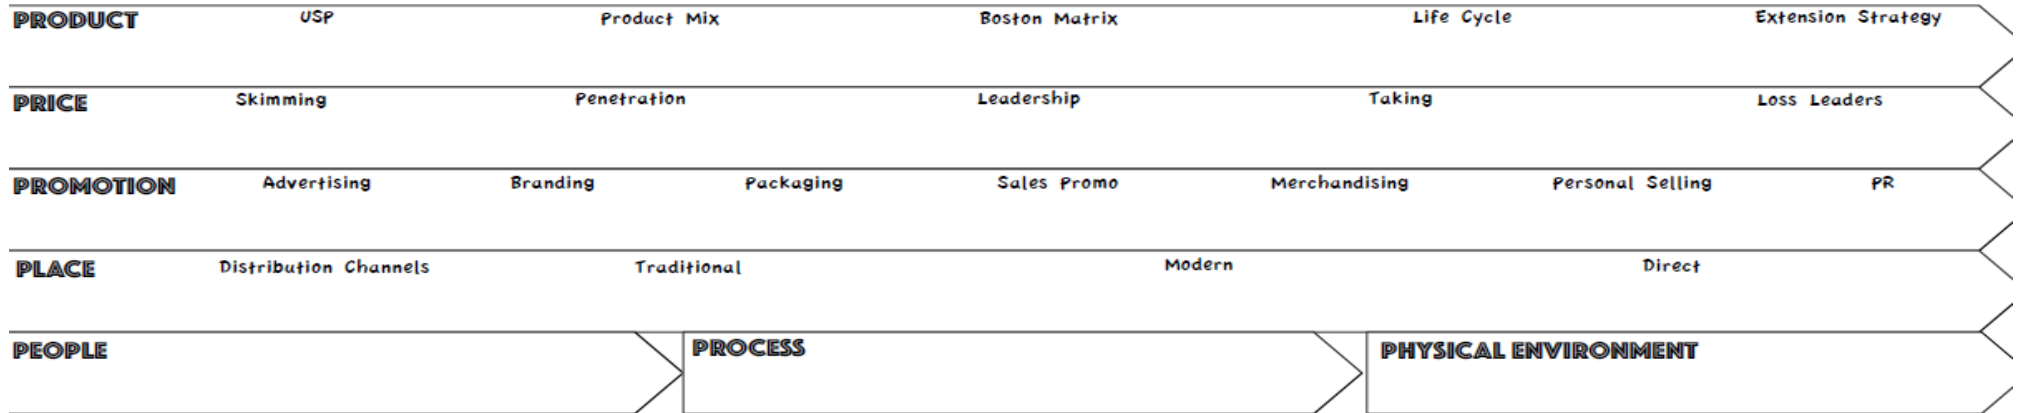 PRODUCT USP Product Mix Boston Matrix Life Cycle Extension Strategy
PRICE Skimming Penetration Leadership Taking Loss Leaders
PROMOTION Advertising Branding Packaging Sales Promo Merchandising Personal Selling PR
PLACE Distribution Channels Traditional Modern Direct
PEOPLE PROCESS PHYSICAL ENVIRONMENT